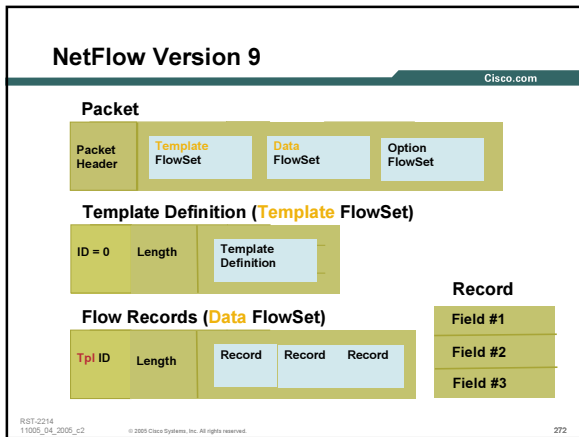 NetFlow Version 9
Cisco.com
Packet
Packet
Header
Template
FlowSet
Data
FlowSet
Option
FlowSet
Template Definition (Template FlowSet)
ID = 0
Length
Template
Definition
Record
Field #1
Field #2
Field #3
Flow Records (Data FlowSet)
Tpl ID
Length
Record
Record
Record
RST-2214
11005_04_2005_c2
© 2005 Cisco Systems, Inc. All rights reserved.
272